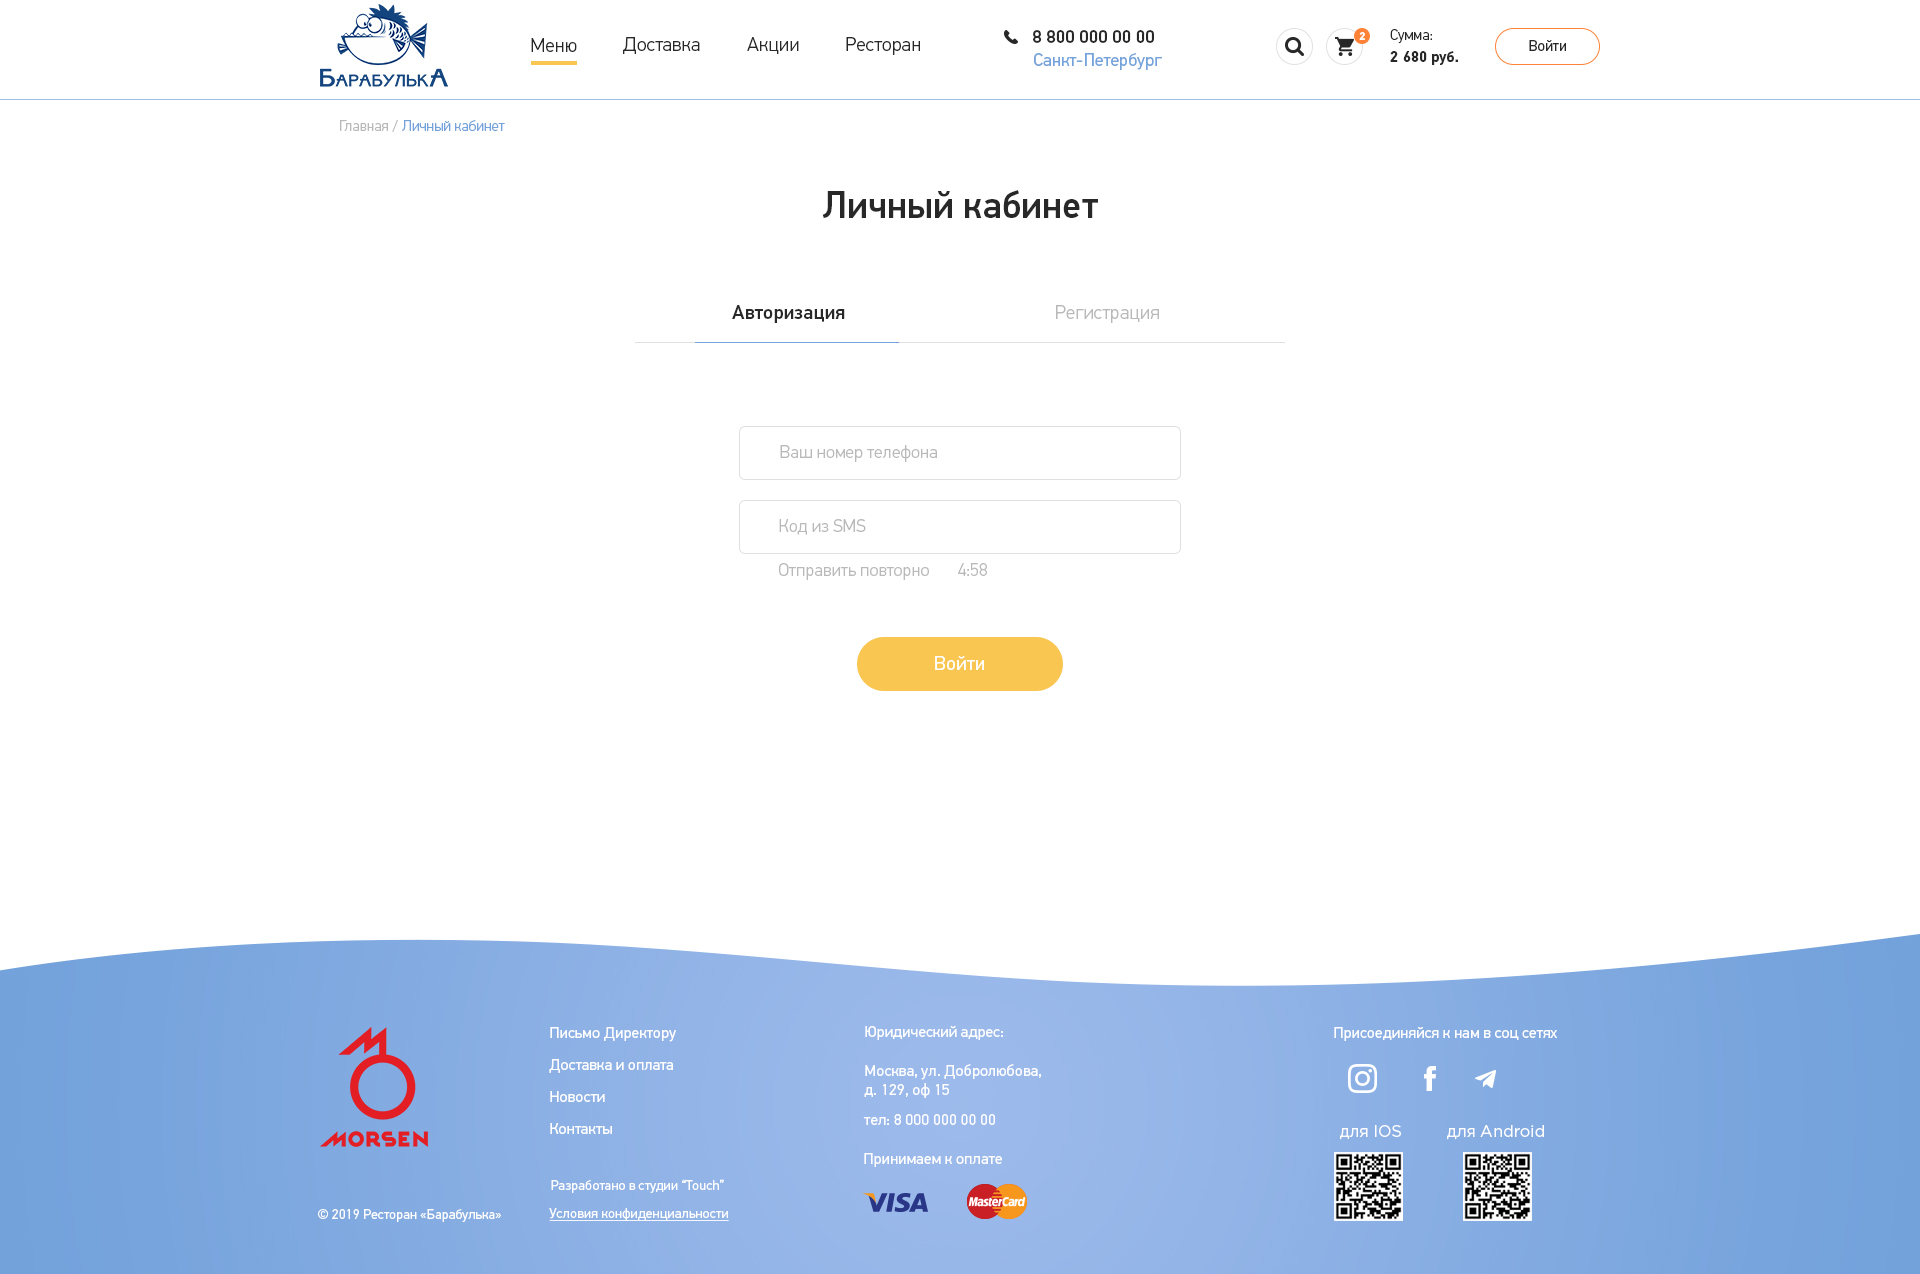 БАРАБУЛЬКА
Меню
Доставка
Акции
Ресторан
8 800 000 00 00
Санкт-Петербург
2
Сумма:
2 680 руб.
Войти
Главная / Личный кабинет
Личный кабинет
Авторизация
Регистрация
Ваш номер телефона
Код из SMS
Отправить повторно 4:58
Войти
MORSEN
© 2019 Ресторан «Барабулька»
Письмо Директору
Доставка и оплата
Новости
Контакты
Разработано в студии “Touch”
Условия конфиденциальности
Юридический адрес:
Москва, ул. Добролюбова,
д. 129, оф 15
тел: 8 000 000 00 00
Принимаем к оплате
VISA
MasterCard
Присоединяйся к нам в соц сетях
для IOS
для Android